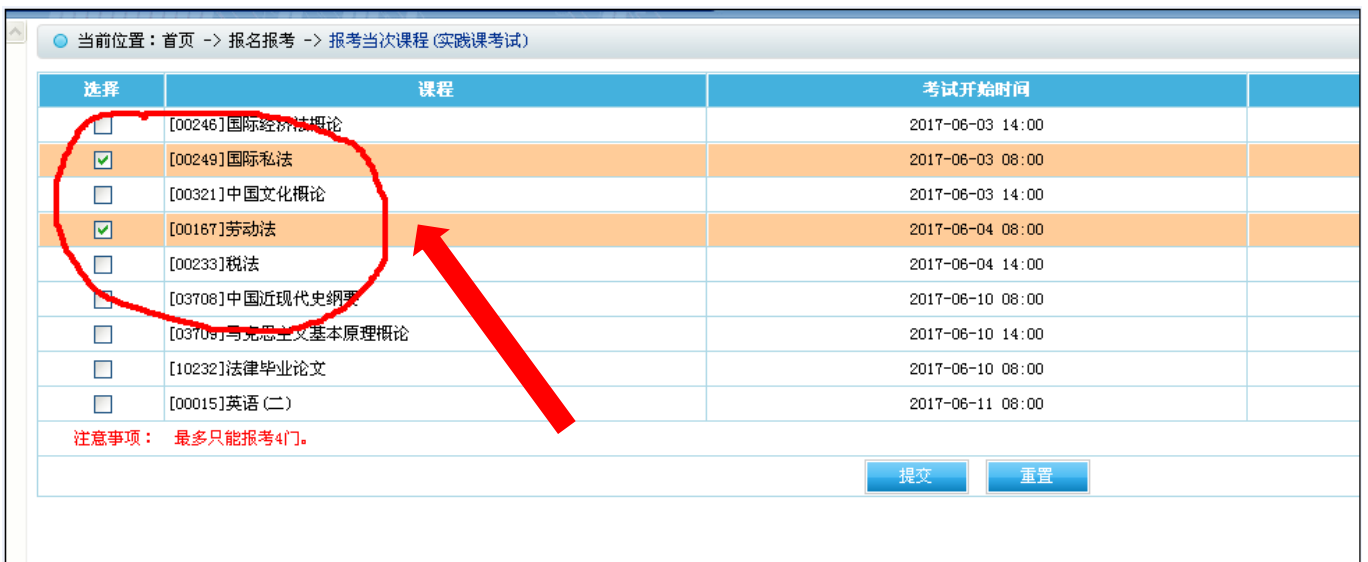 当前位置：首页 -> 报名报考 -> 报考当次课程(实践课考试)
选择 课程 考试开始时间
[00246]国际经济法概论 2017-06-03 14:00
[00249]国际私法 2017-06-03 08:00
[00321]中国文化概论 2017-06-03 14:00
[00167]劳动法 2017-06-04 08:00
[00233]税法 2017-06-04 14:00
[03708]中国近现代史纲要 2017-06-10 08:00
[03709]马克思主义基本原理概论 2017-06-10 14:00
[10232]法律毕业论文 2017-06-10 08:00
[00015]英语(二) 2017-06-11 08:00
注意事项： 最多只能报考4门。
提交 重置